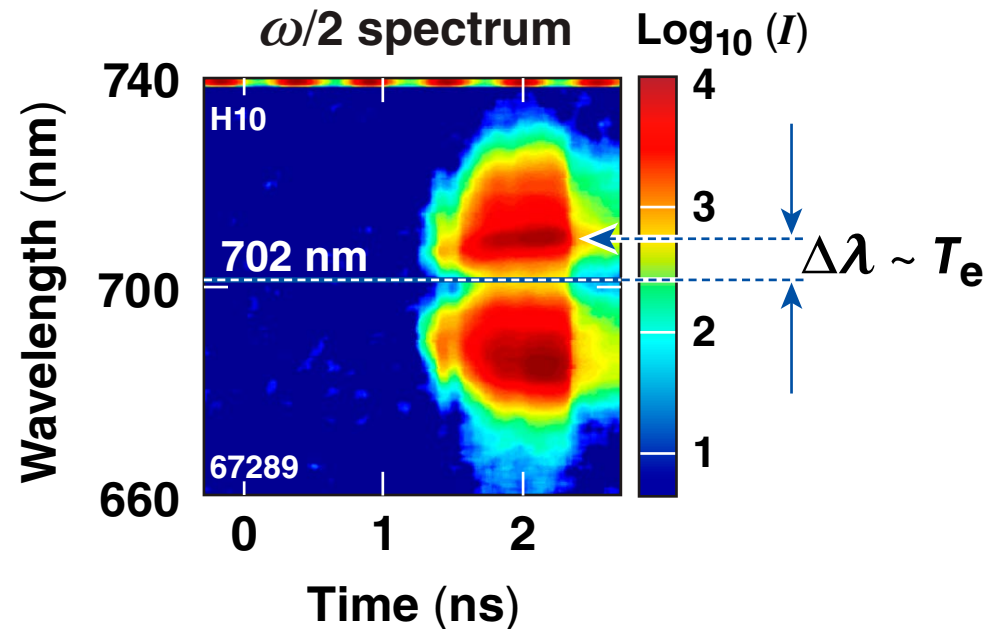 ω/2 spectrum
Log₁₀ (I)
Wavelength (nm)
740
700
660
H10
702 nm
67289
4
3
2
1
Δλ ~ Tₑ
0 1 2
Time (ns)